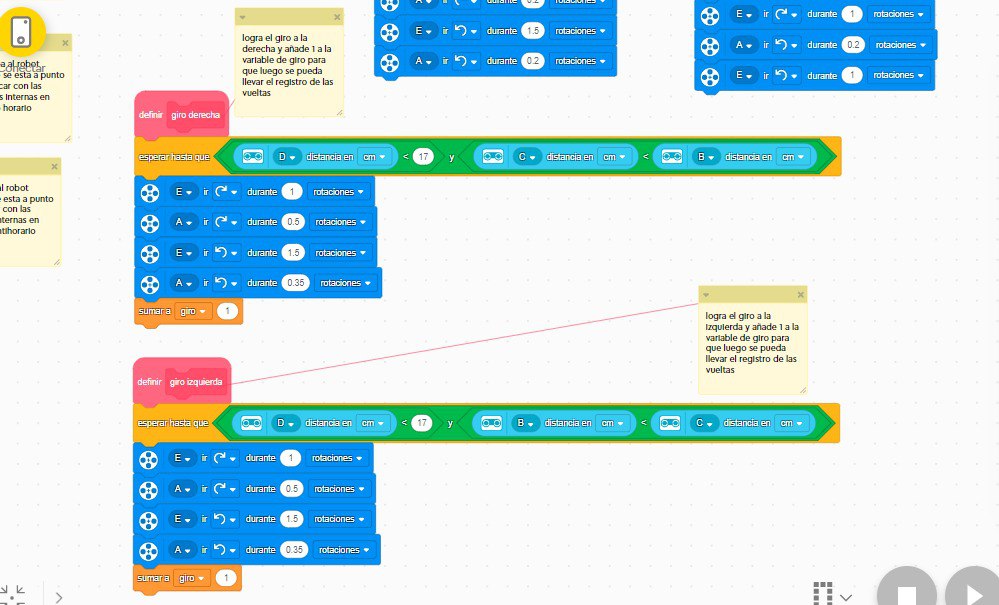 Conectar
a al robot
se esta a punto
car con las
s internas en
horario
al robot
esta a punto
con las
nternas en
ntihorario
logra el giro a la
derecha y añade 1 a la
variable de giro para
que luego se pueda
llevar el registro de las
vueltas
A ir durante 0.2 rotaciones
E ir durante 1.5 rotaciones
A ir durante 0.2 rotaciones
E ir durante 1 rotaciones
A ir durante 0.2 rotaciones
E ir durante 1 rotaciones
definir giro derecha
esperar hasta que D distancia en cm < 17 y C distancia en cm < B distancia en cm
E ir durante 1 rotaciones
A ir durante 0.5 rotaciones
E ir durante 1.5 rotaciones
A ir durante 0.35 rotaciones
sumar a giro 1
logra el giro a la
izquierda y añade 1 a la
variable de giro para
que luego se pueda
llevar el registro de las
vueltas
definir giro izquierda
esperar hasta que D distancia en cm < 17 y B distancia en cm < C distancia en cm
E ir durante 1 rotaciones
A ir durante 0.5 rotaciones
E ir durante 1.5 rotaciones
A ir durante 0.35 rotaciones
sumar a giro 1